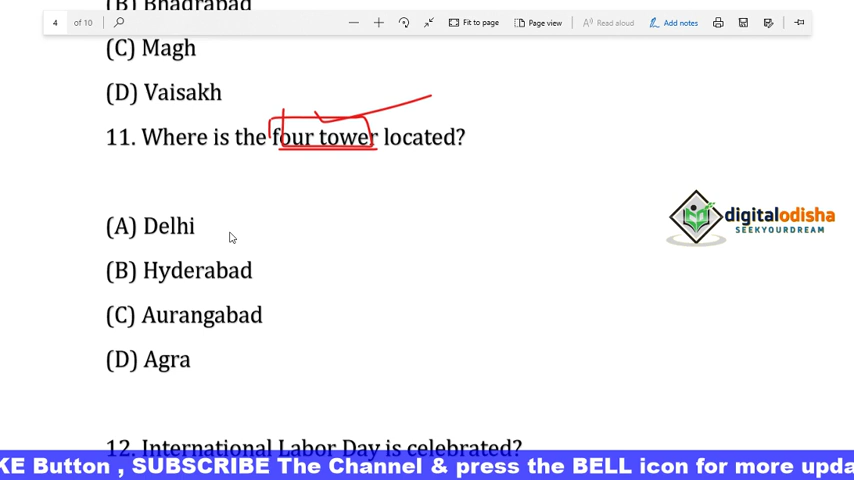 (B) Bhadrabad
4 of 10 Fit to page Page view Read aloud Add notes
(C) Magh
(D) Vaisakh
11. Where is the four tower located?
(A) Delhi
digitalodisha
SEEKYOURDREAM
(B) Hyderabad
(C) Aurangabad
(D) Agra
12. International Labor Day is celebrated?
KE Button , SUBSCRIBE The Channel & press the BELL icon for more upda